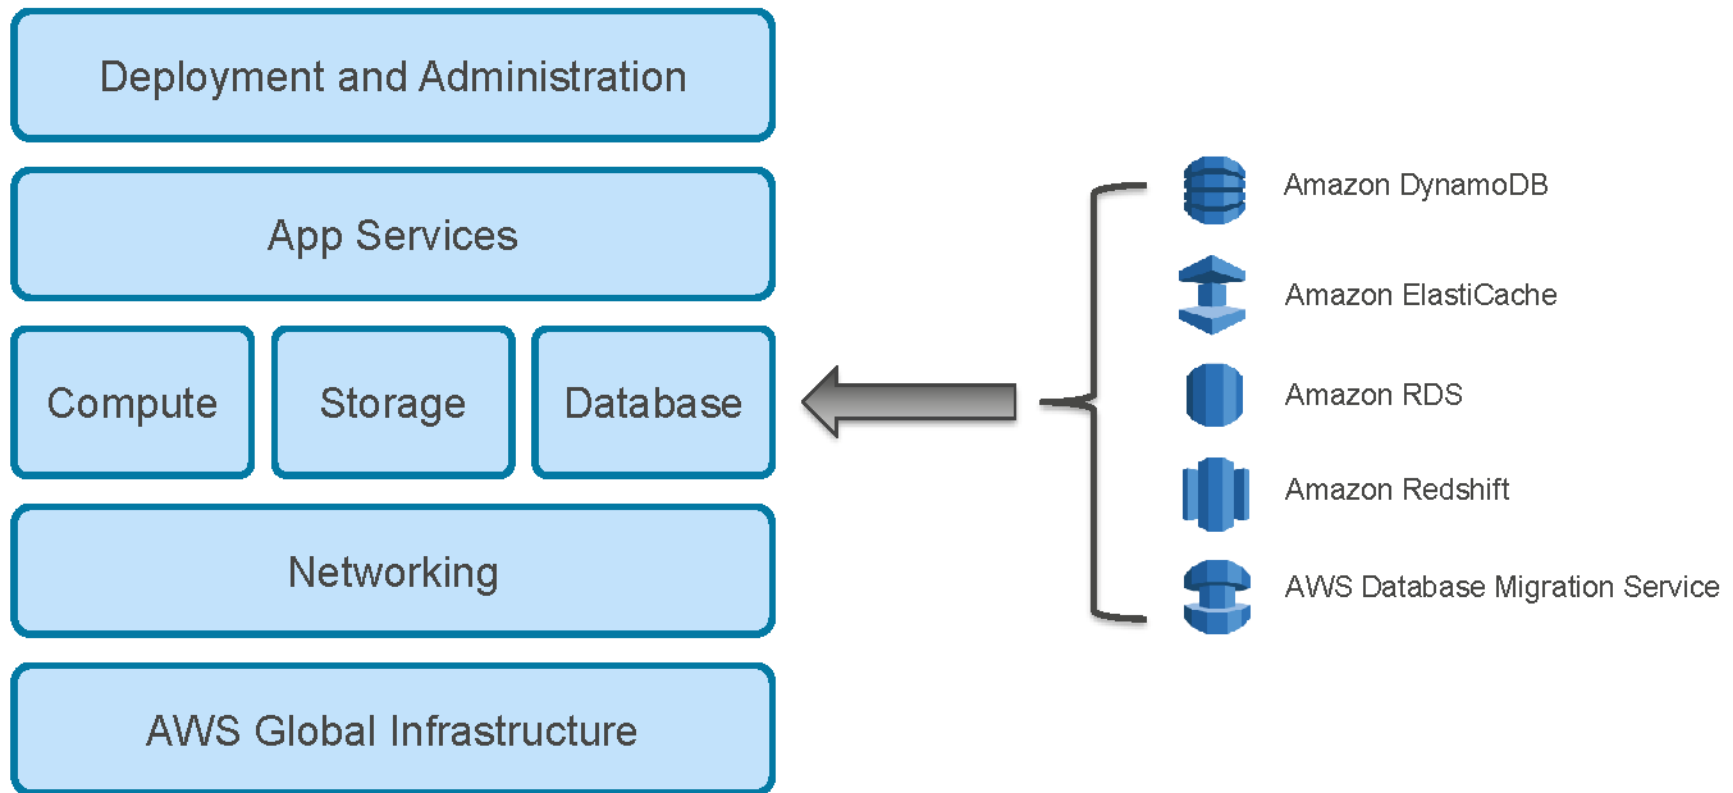 Deployment and Administration
App Services
Compute
Storage
Database
Networking
AWS Global Infrastructure
Amazon DynamoDB
Amazon ElastiCache
Amazon RDS
Amazon Redshift
AWS Database Migration Service